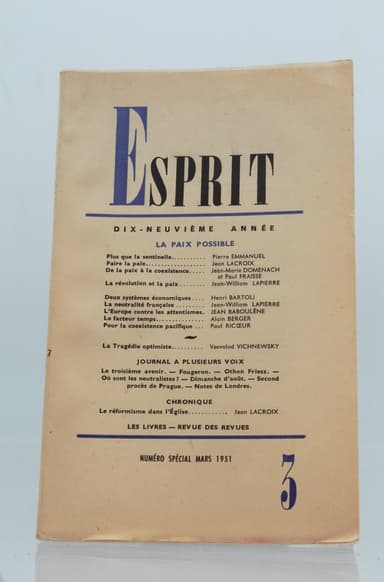 ESPRIT
DIX-NEUVIÈME ANNÉE
LA PAIX POSSIBLE
Plus que la sentinelle........... Pierre EMMANUEL
Faire la paix.................. Jean LACROIX
De la paix à la coexistence..... Jean-Marie DOMENACH
et Paul FRAISSE
La révolution et la paix ........ Jean-William LAPIERRE
Deux systèmes économiques.... Henri BARTOLI
La neutralité française ......... Jean-William LAPIERRE
L'Europe contre les attentismes. JEAN BABOULÈNE
Le facteur temps.............. Alain BERGER
Pour la coexistence pacifique ... Paul RICŒUR
~
La Tragédie optimiste.......... Vsevolod VICHNEWSKY
JOURNAL A PLUSIEURS VOIX
Le troisième avenir. — Fougeron. — Othon Friesz. —
Où sont les neutralistes ? — Dimanche d'août, — Second
procès de Prague. — Notes de Londres.
CHRONIQUE
Le réformisme dans l'Église............ Jean LACROIX
LES LIVRES — REVUE DES REVUES
NUMÉRO SPÉCIAL MARS 1951
3